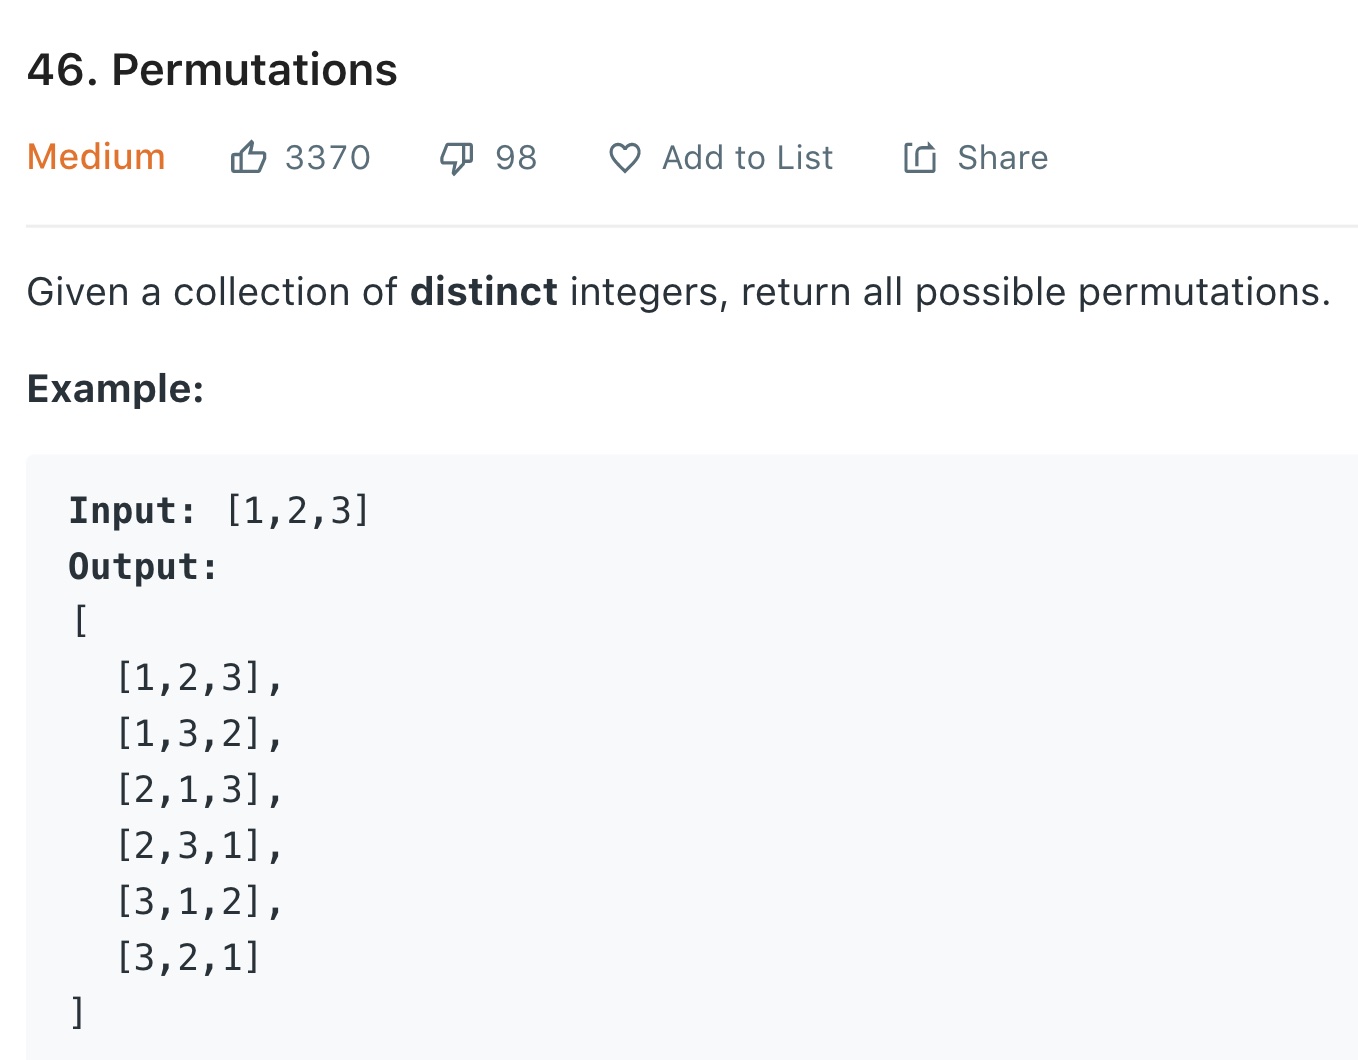 46. Permutations
Medium 3370 98 Add to List Share
Given a collection of distinct integers, return all possible permutations.
Example:
Input: [1,2,3]
Output:
[
  [1,2,3],
  [1,3,2],
  [2,1,3],
  [2,3,1],
  [3,1,2],
  [3,2,1]
]